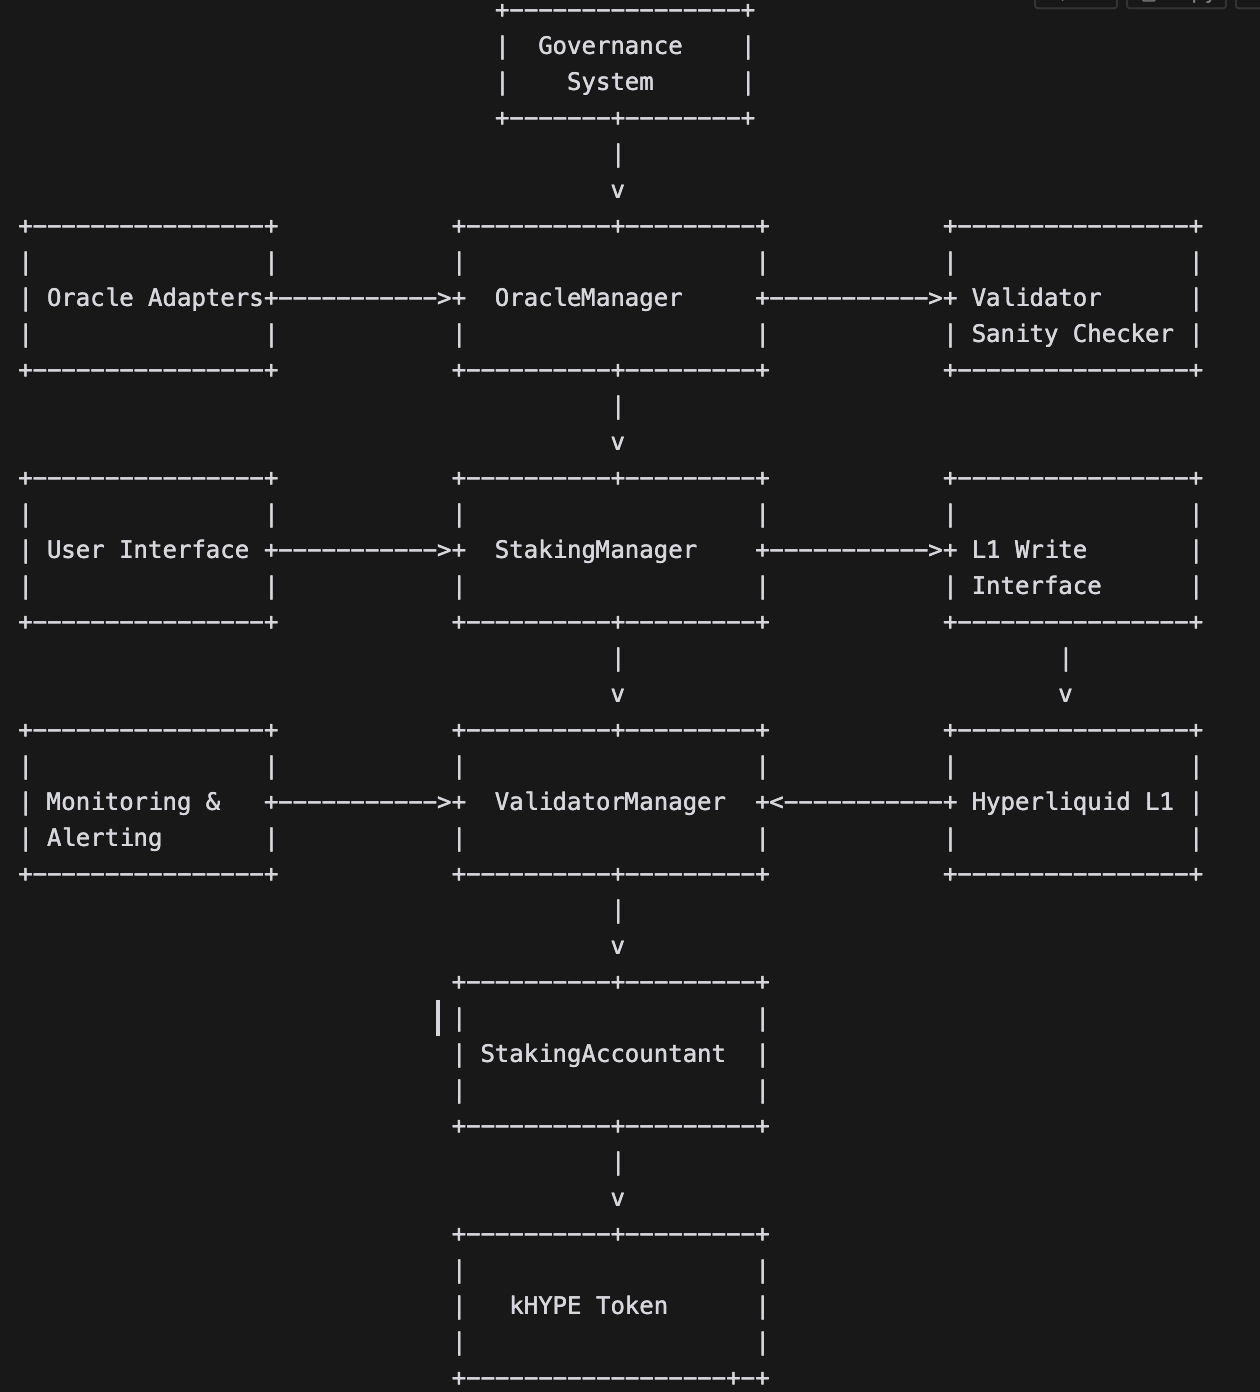 +----------------+
|  Governance    |
|    System      |
+-------+--------+
|
v
+----------------+            +----------+---------+            +----------------+
|                |            |                    |            |                |
| Oracle Adapters+----------->+  OracleManager     +----------->+ Validator      |
|                |            |                    |            | Sanity Checker |
+----------------+            +----------+---------+            +----------------+
|
v
+----------------+            +----------+---------+            +----------------+
|                |            |                    |            |                |
| User Interface +----------->+  StakingManager    +----------->+ L1 Write       |
|                |            |                    |            | Interface      |
+----------------+            +----------+---------+            +----------------+
|                              |
v                              v
+----------------+            +----------+---------+            +----------------+
|                |            |                    |            |                |
| Monitoring &   +----------->+  ValidatorManager  +<-----------+ Hyperliquid L1 |
| Alerting       |            |                    |            |                |
+----------------+            +----------+---------+            +----------------+
|
v
+----------+---------+
|                    |
| StakingAccountant  |
|                    |
+----------+---------+
|
v
+----------+---------+
|                    |
|   kHYPE Token      |
|                    |
+------------------+-+